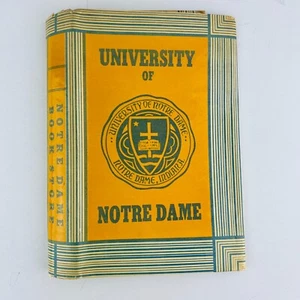 UNIVERSITY
OF
UNIVERSITY OF NOTRE DAME
NOTRE DAME, INDIANA
NOTRE DAME
NOTRE DAME
BOOK STORE